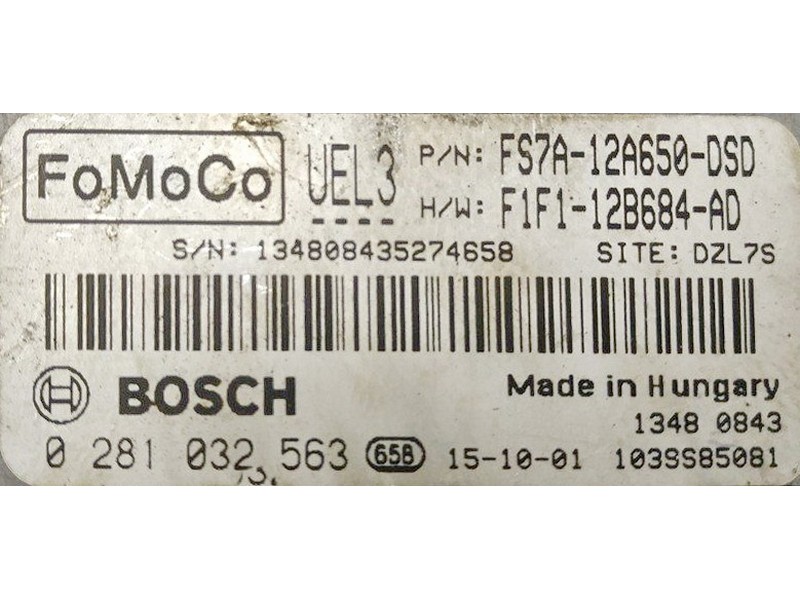 FoMoCo UEL3 P/N: FS7A-12A650-DSD
H/W: F1F1-12B684-AD
S/N: 134808435274658 SITE: DZL7S
BOSCH Made in Hungary
1348 0843
0 281 032 563 65B 15-10-01 1039S85081